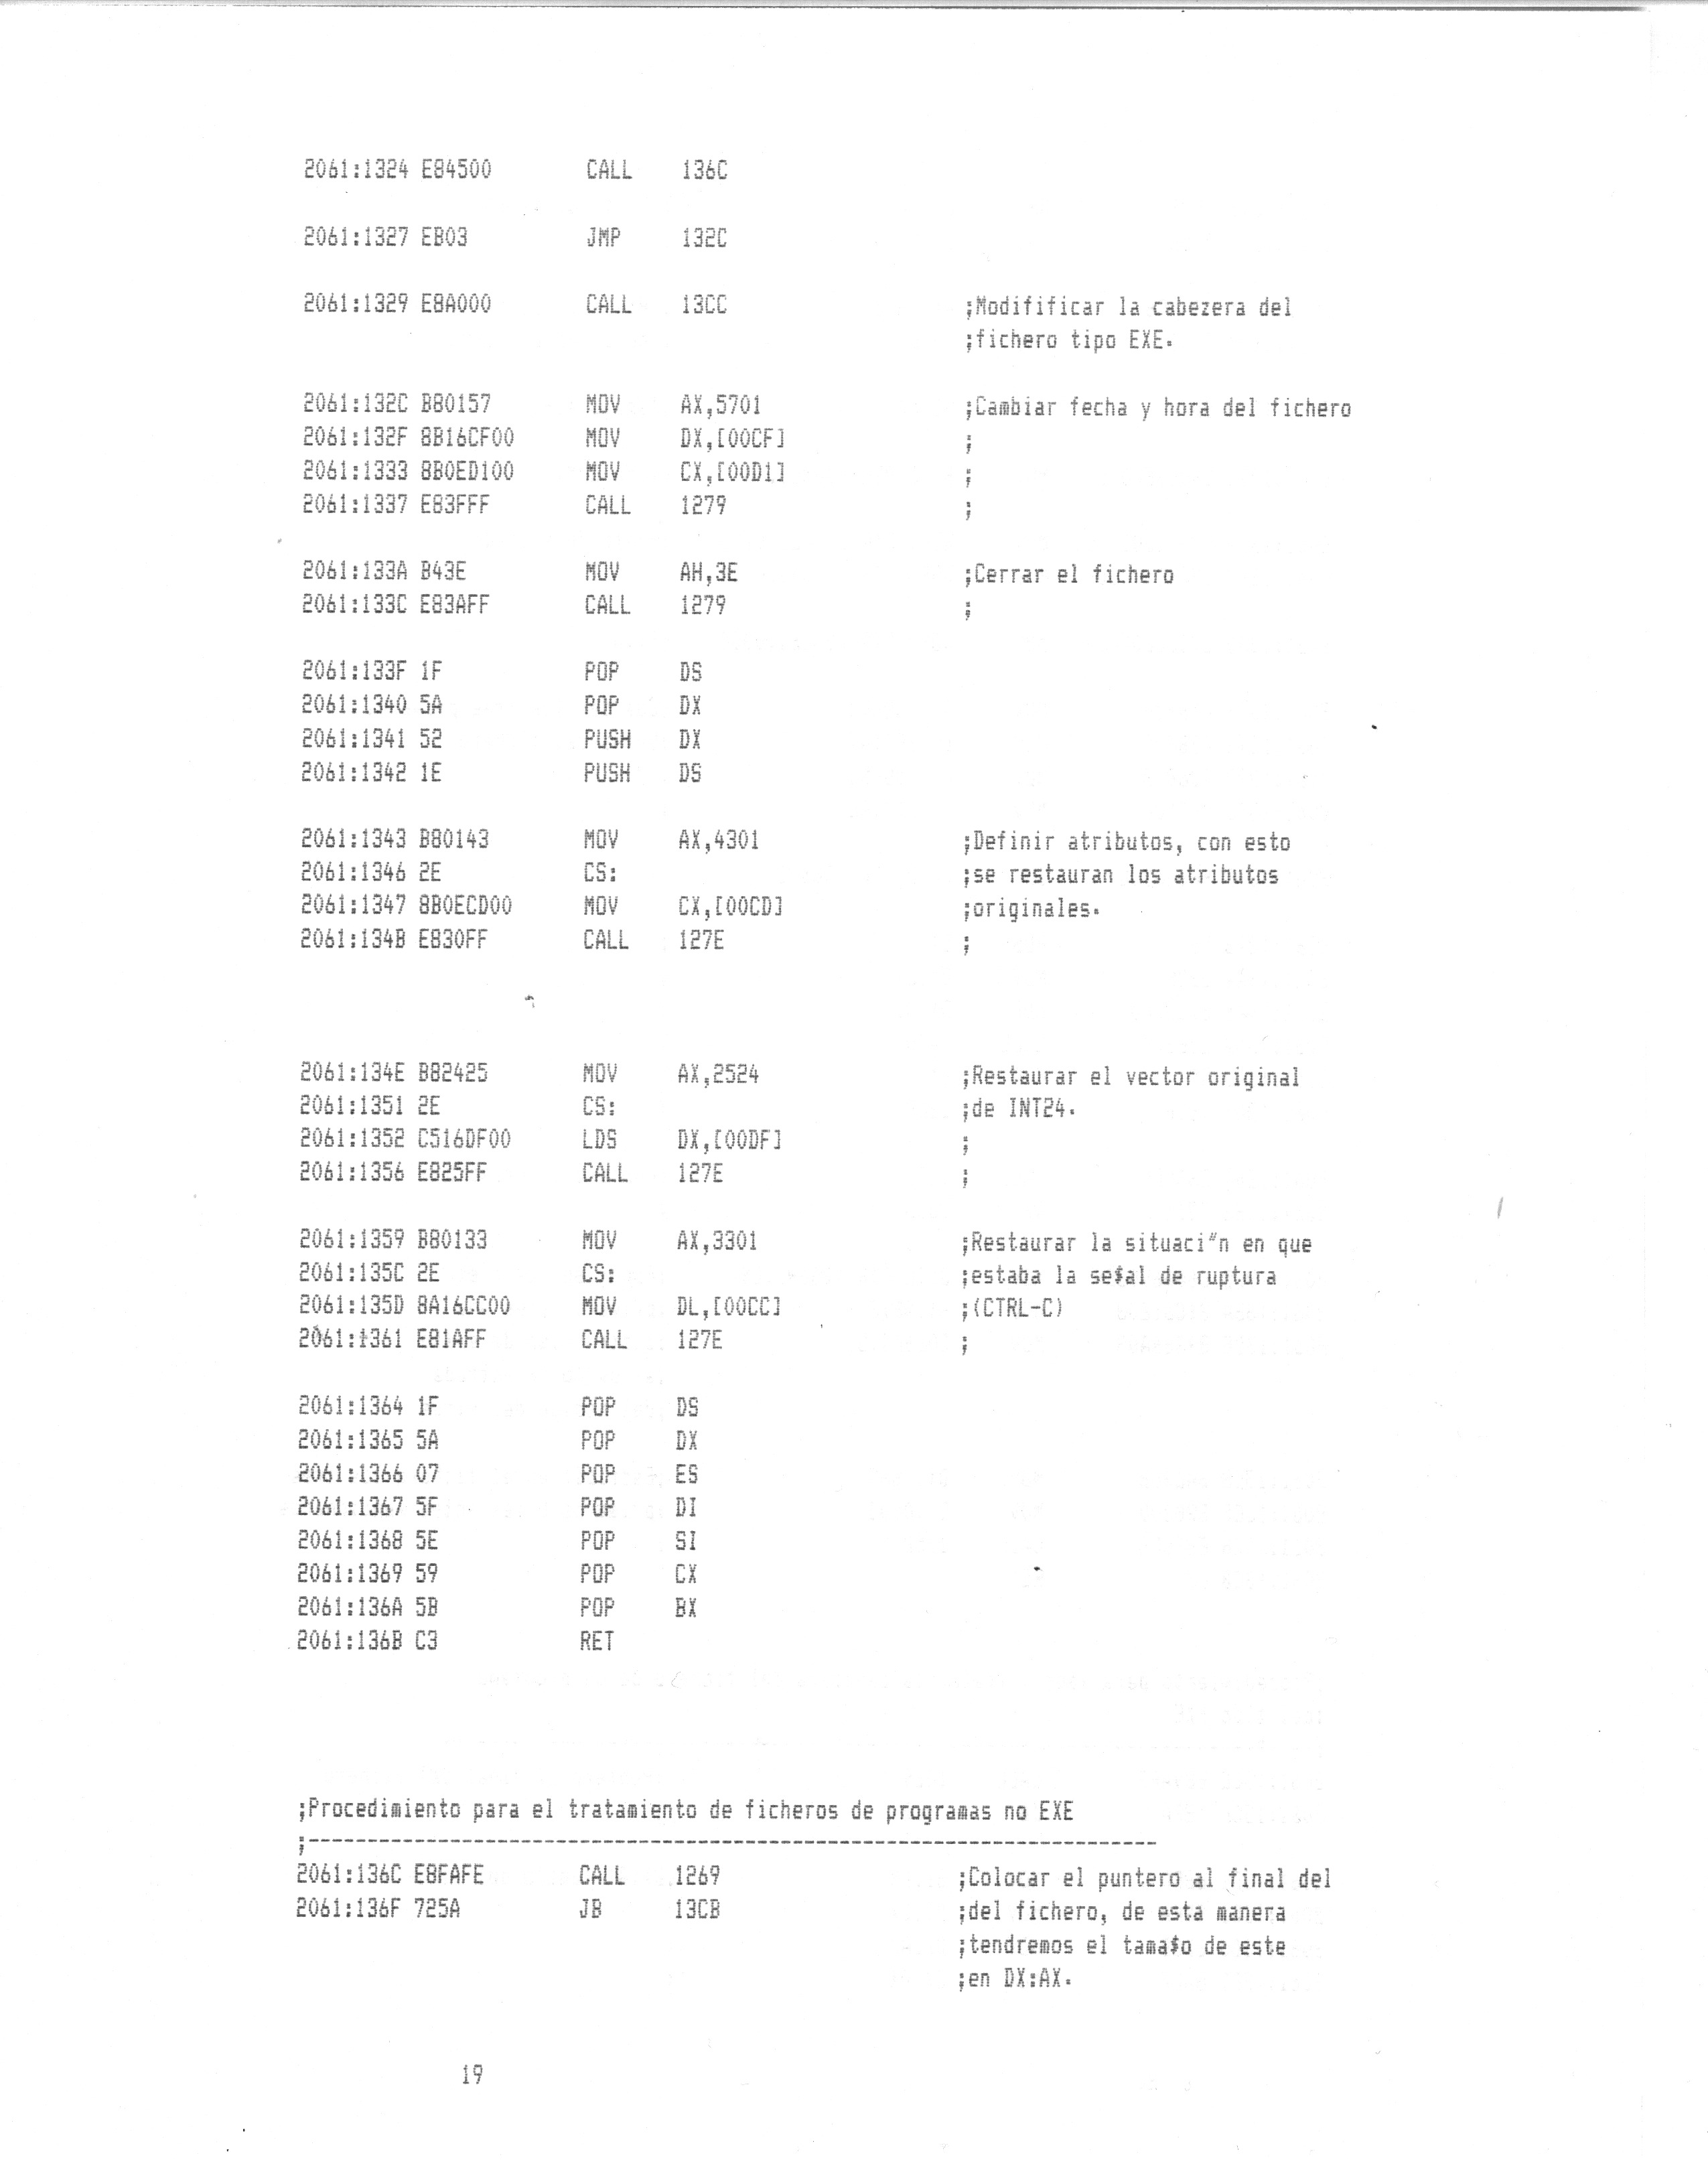 2061:1324 E84500 CALL 136C
2061:1327 EB03 JMP 132C
2061:1329 E8A000 CALL 13CC ;Modifificar la cabezera del
;fichero tipo EXE.
2061:132C B80157 MOV AX,5701 ;Cambiar fecha y hora del fichero
2061:132F 8B16CF00 MOV DX,[00CF] ;
2061:1333 8B0ED100 MOV CX,[00D1] ;
2061:1337 E83FFF CALL 1279 ;
2061:133A B43E MOV AH,3E ;Cerrar el fichero
2061:133C E83AFF CALL 1279 ;
2061:133F 1F POP DS
2061:1340 5A POP DX
2061:1341 52 PUSH DX
2061:1342 1E PUSH DS
2061:1343 B80143 MOV AX,4301 ;Definir atributos, con esto
2061:1346 2E CS: ;se restauran los atributos
2061:1347 8B0ECD00 MOV CX,[00CD] ;originales.
2061:134B E830FF CALL 127E ;
2061:134E B82425 MOV AX,2524 ;Restaurar el vector original
2061:1351 2E CS: ;de INT24.
2061:1352 C516DF00 LDS DX,[00DF] ;
2061:1356 E825FF CALL 127E ;
2061:1359 B80133 MOV AX,3301 ;Restaurar la situaci"n en que
2061:135C 2E CS: ;estaba la se$al de ruptura
2061:135D 8A16CC00 MOV DL,[00CC] ;(CTRL-C)
2061:1361 E81AFF CALL 127E ;
2061:1364 1F POP DS
2061:1365 5A POP DX
2061:1366 07 POP ES
2061:1367 5F POP DI
2061:1368 5E POP SI
2061:1369 59 POP CX
2061:136A 5B POP BX
2061:136B C3 RET
;Procedimiento para el tratamiento de ficheros de programas no EXE
;------------------------------------------------------------------------
2061:136C E8FAFE CALL 1269 ;Colocar el puntero al final del
2061:136F 725A JB 13CB ;del fichero, de esta manera
;tendremos el tama$o de este
;en DX:AX.
19